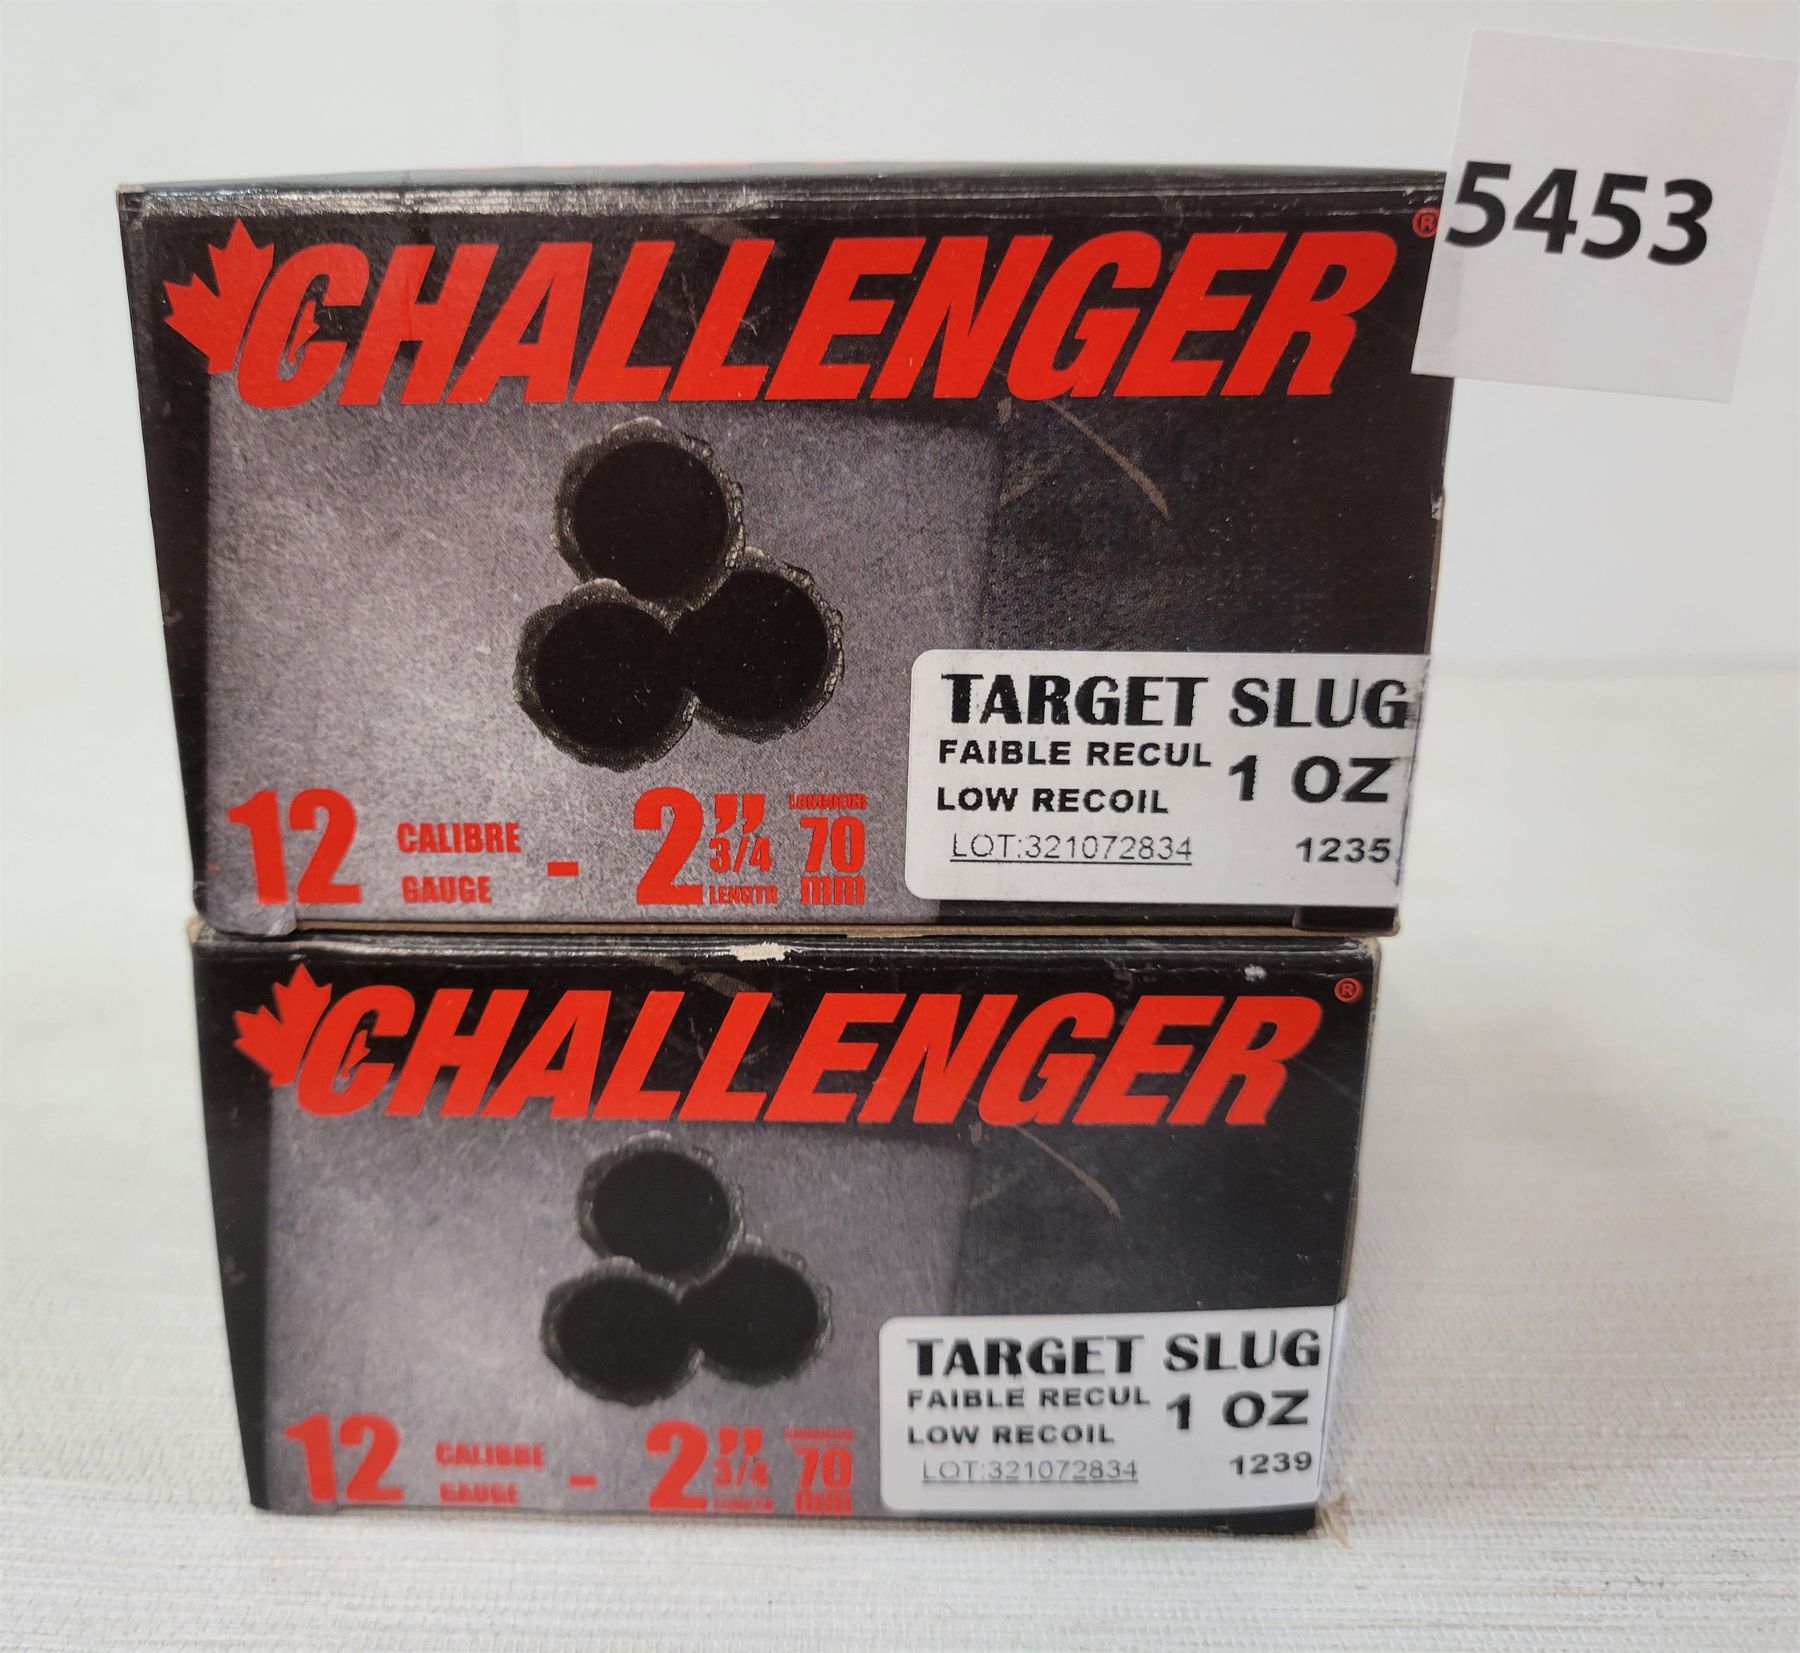 5453
CHALLENGER®
TARGET SLUG
FAIBLE RECUL
LOW RECOIL
1 OZ
LOT:321072834
1235
12 CALIBRE GAUGE - 2" 3/4 LENGTH LONGUEUR 70 mm
CHALLENGER®
TARGET SLUG
FAIBLE RECUL
LOW RECOIL
1 OZ
LOT:321072834
1239
12 CALIBRE GAUGE - 2" 3/4 LENGTH LONGUEUR 70 mm